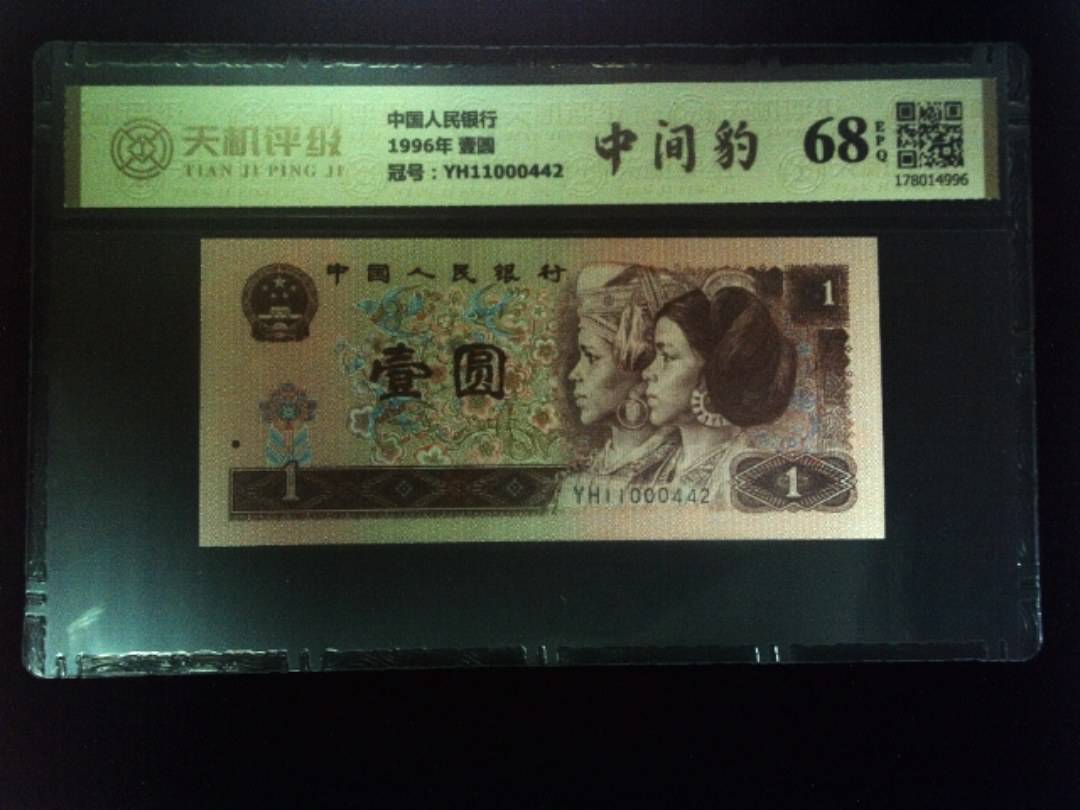 天机评级
TIAN JI PING JI
中国人民银行
1996年 壹圆
冠号：YH11000442
中间豹
68
EPQ
178014996
中国人民银行
1
壹圆
1
YH11000442
1